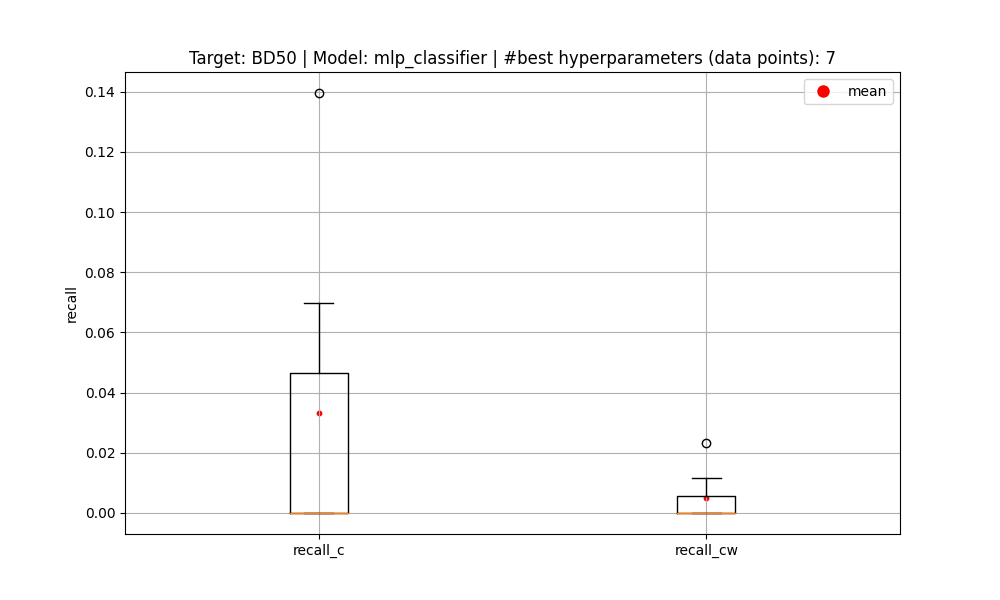 Target: BD50 | Model: mlp_classifier | #best hyperparameters (data points): 7
mean
0.14
0.12
0.10
0.08
0.06
0.04
0.02
0.00
recall
recall_c
recall_cw